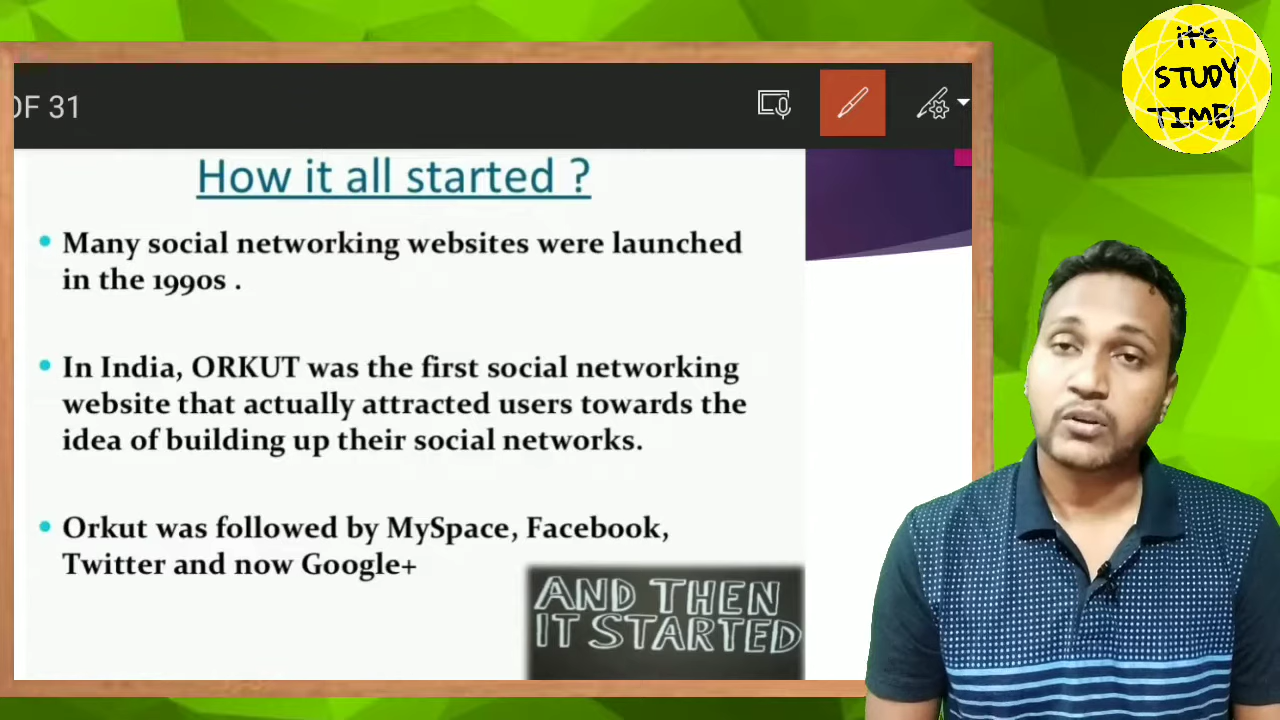 OF 31
it's
STUDY
TIME!
How it all started ?
Many social networking websites were launched
in the 1990s .
In India, ORKUT was the first social networking
website that actually attracted users towards the
idea of building up their social networks.
Orkut was followed by MySpace, Facebook,
Twitter and now Google+
AND THEN
IT STARTED